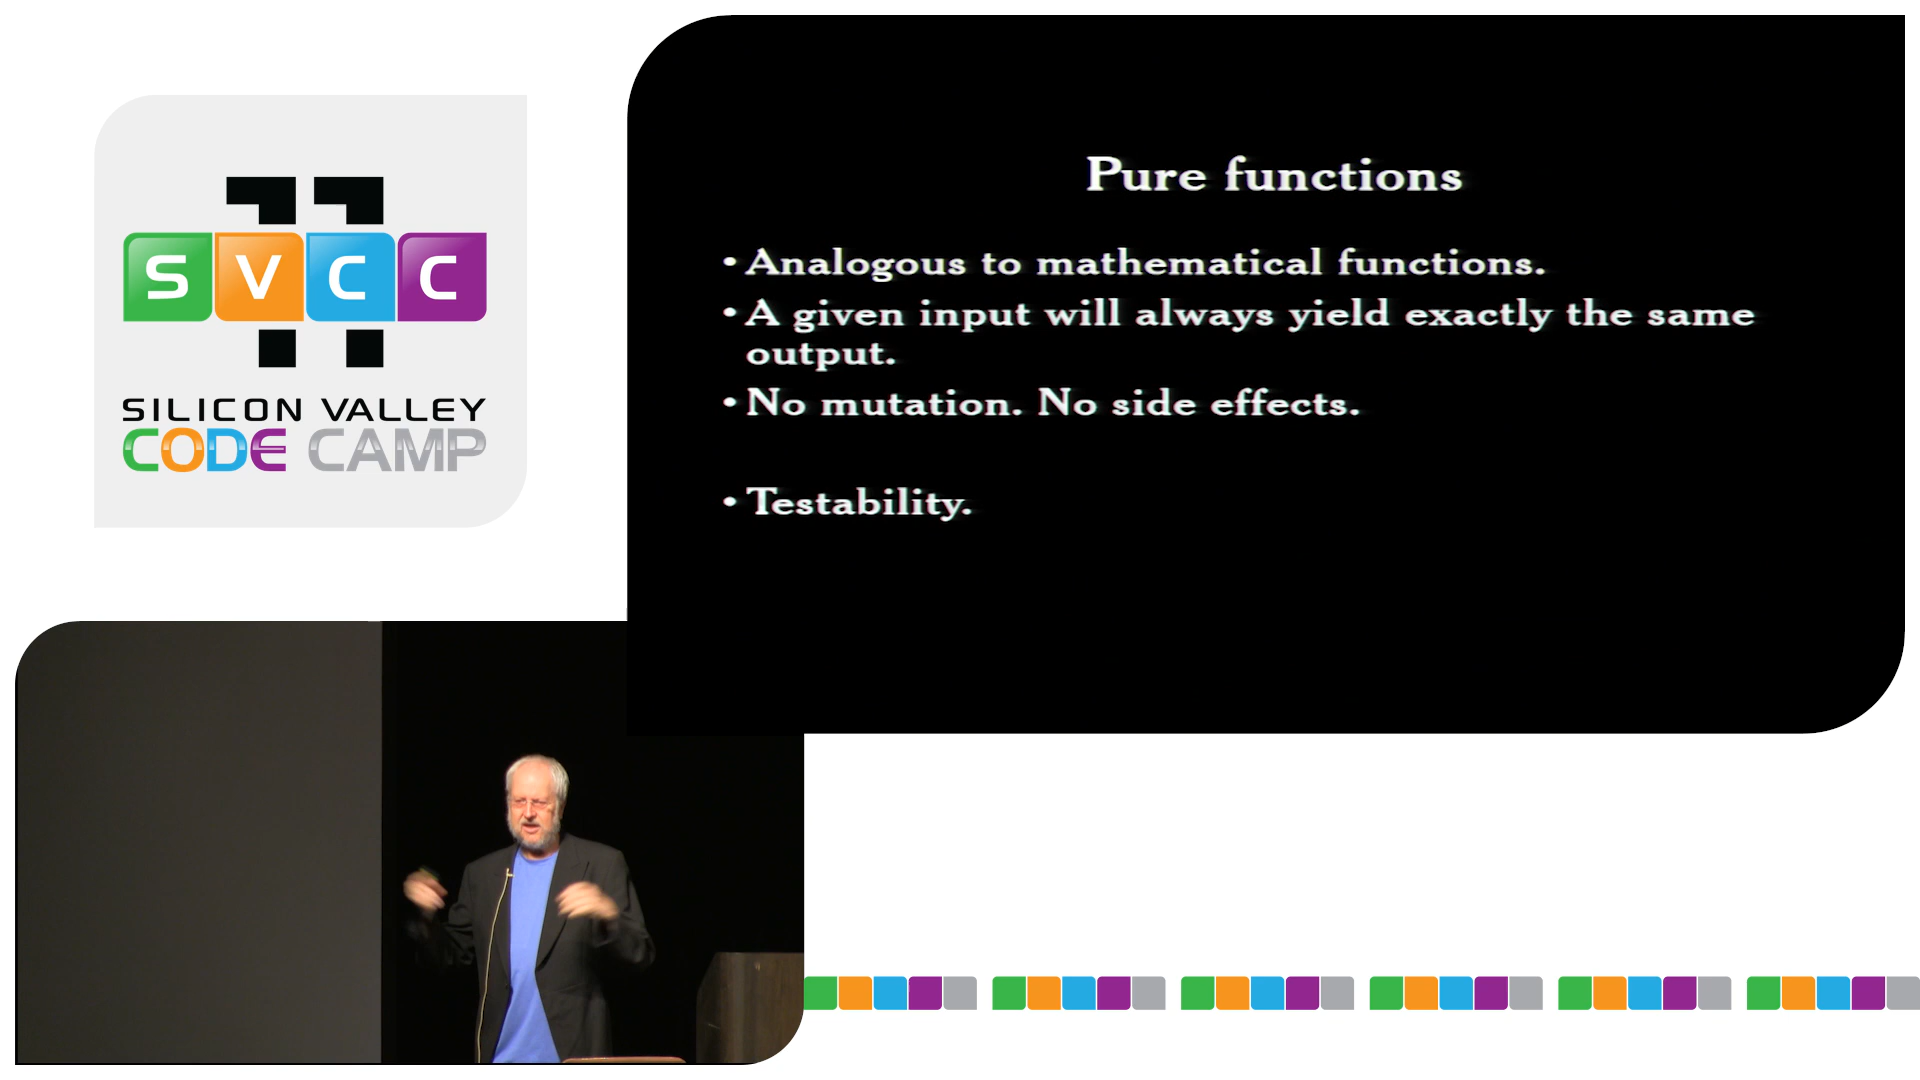 11
SVCC
SILICON VALLEY
CODE CAMP
Pure functions
• Analogous to mathematical functions.
• A given input will always yield exactly the same
output.
• No mutation. No side effects.
• Testability.